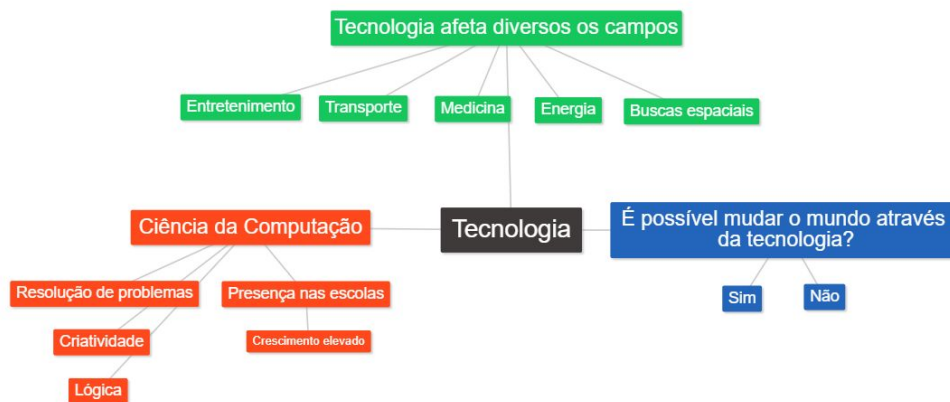 Tecnologia afeta diversos os campos
Entretenimento
Transporte
Medicina
Energia
Buscas espaciais
Ciência da Computação
Tecnologia
É possível mudar o mundo através
da tecnologia?
Resolução de problemas
Presença nas escolas
Sim
Não
Criatividade
Crescimento elevado
Lógica